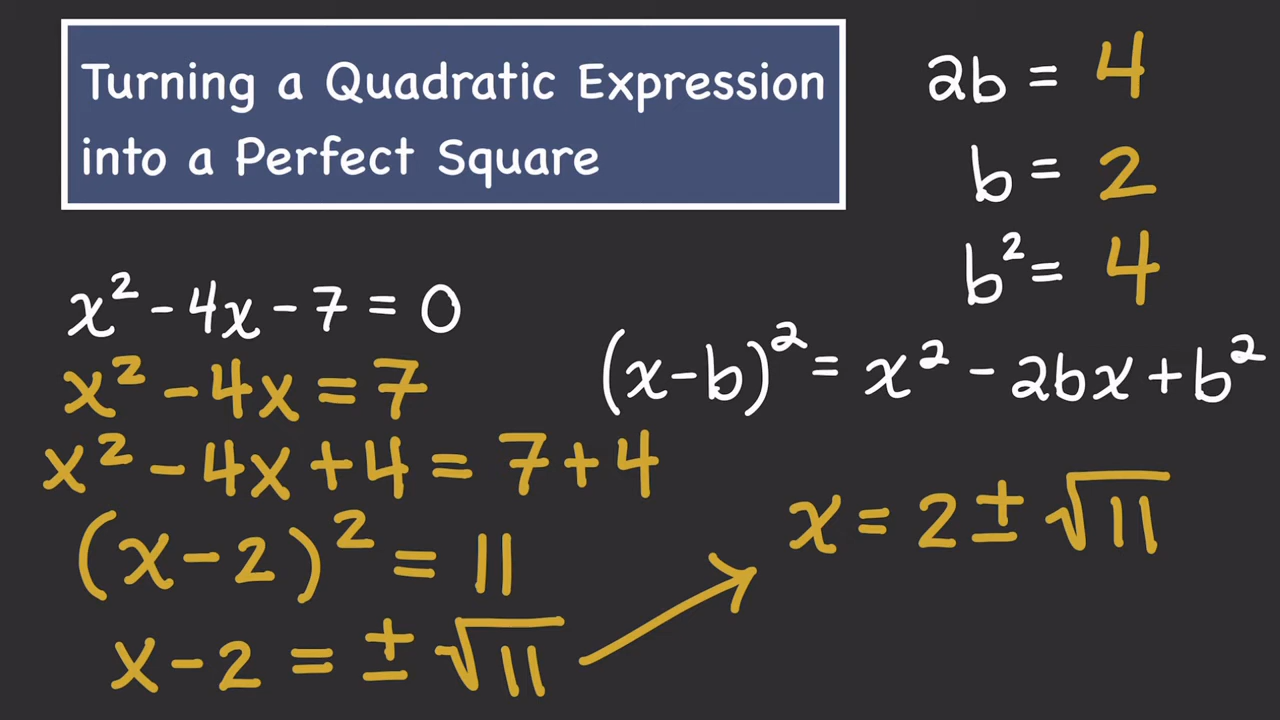 Turning a Quadratic Expression
into a Perfect Square
2b = 4
b = 2
b² = 4
x² - 4x - 7 = 0
x² - 4x = 7
x² - 4x + 4 = 7 + 4
(x - 2)² = 11
x - 2 = ± √11
(x - b)² = x² - 2bx + b²
x = 2 ± √11